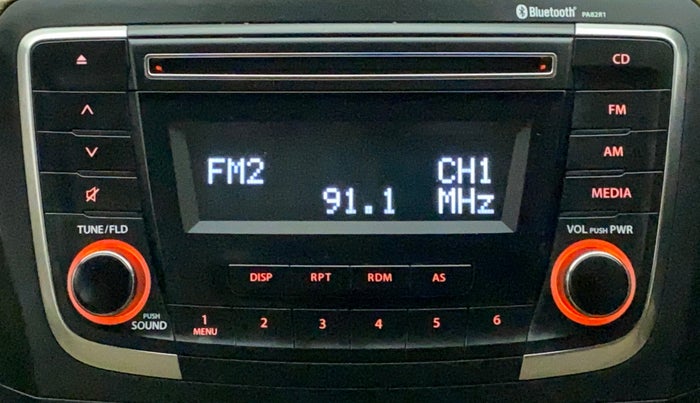 Bluetooth® PA82R1
CD
FM
AM
MEDIA
FM2 CH1
91.1 MHz
TUNE/FLD
VOL PUSH PWR
DISP RPT RDM AS
PUSH
SOUND
1 2 3 4 5 6
MENU